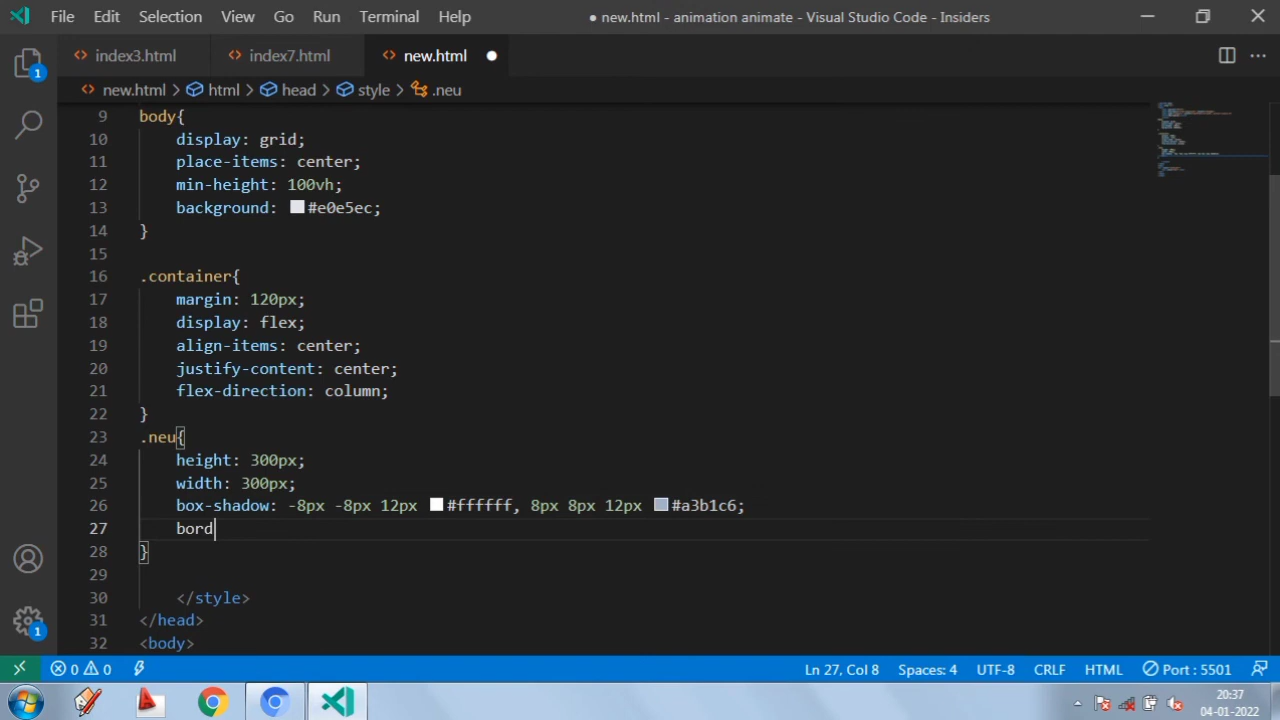 File Edit Selection View Go Run Terminal Help ● new.html - animation animate - Visual Studio Code - Insiders
index3.html index7.html new.html
new.html > html > head > style > .neu
9 body{
10 display: grid;
11 place-items: center;
12 min-height: 100vh;
13 background: #e0e5ec;
14 }
15
16 .container{
17 margin: 120px;
18 display: flex;
19 align-items: center;
20 justify-content: center;
21 flex-direction: column;
22 }
23 .neu{
24 height: 300px;
25 width: 300px;
26 box-shadow: -8px -8px 12px #ffffff, 8px 8px 12px #a3b1c6;
27 bord
28 }
29
30 </style>
31 </head>
32 <body>
1
1
0 0 Ln 27, Col 8 Spaces: 4 UTF-8 CRLF HTML Port : 5501
20:37
04-01-2022